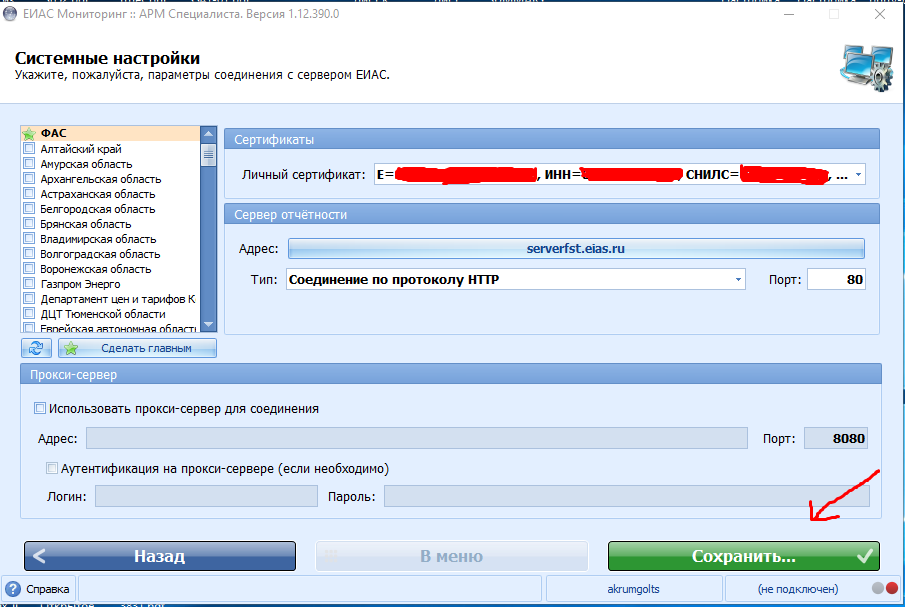 ЕИАС Мониторинг :: АРМ Специалиста. Версия 1.12.390.0
Системные настройки
Укажите, пожалуйста, параметры соединения с сервером ЕИАС.
ФАС
Алтайский край
Амурская область
Архангельская область
Астраханская область
Белгородская область
Брянская область
Владимирская область
Волгоградская область
Воронежская область
Газпром Энерго
Департамент цен и тарифов К
ДЦТ Тюменской области
Еврейская автономная област
Сделать главным
Сертификаты
Личный сертификат: E= , ИНН= , СНИЛС= , ...
Сервер отчётности
Адрес: serverfst.eias.ru
Тип: Соединение по протоколу HTTP Порт: 80
Прокси-сервер
Использовать прокси-сервер для соединения
Адрес: Порт: 8080
Аутентификация на прокси-сервере (если необходимо)
Логин: Пароль:
< Назад В меню Сохранить...
? Справка akrumgolts (не подключен)